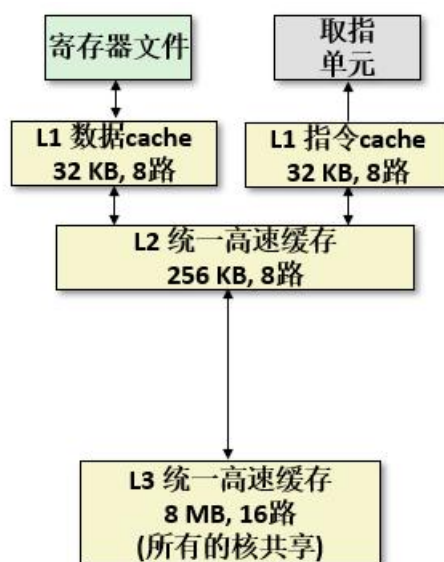 寄存器文件
取指
单元
L1 数据cache
32 KB, 8路
L1 指令cache
32 KB, 8路
L2 统一高速缓存
256 KB, 8路
L3 统一高速缓存
8 MB, 16路
(所有的核共享)